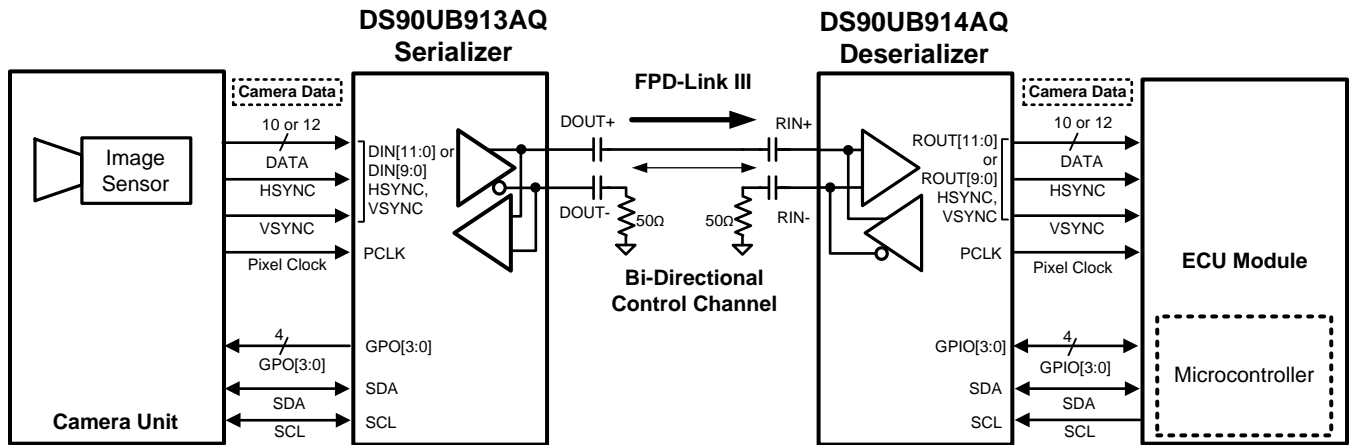 DS90UB913AQ
Serializer
DS90UB914AQ
Deserializer
Camera Data
FPD-Link III
Camera Data
10 or 12
DATA
HSYNC
VSYNC
Pixel Clock
Image
Sensor
DIN[11:0] or
DIN[9:0]
HSYNC,
VSYNC
PCLK
DOUT+
DOUT-
50Ω
50Ω
RIN+
RIN-
Bi-Directional
Control Channel
ROUT[11:0]
or
ROUT[9:0]
HSYNC,
VSYNC
PCLK
10 or 12
DATA
HSYNC
VSYNC
Pixel Clock
ECU Module
4
GPO[3:0]
SDA
SCL
GPO[3:0]
SDA
SCL
Camera Unit
GPIO[3:0]
SDA
SCL
4
GPIO[3:0]
SDA
SCL
Microcontroller